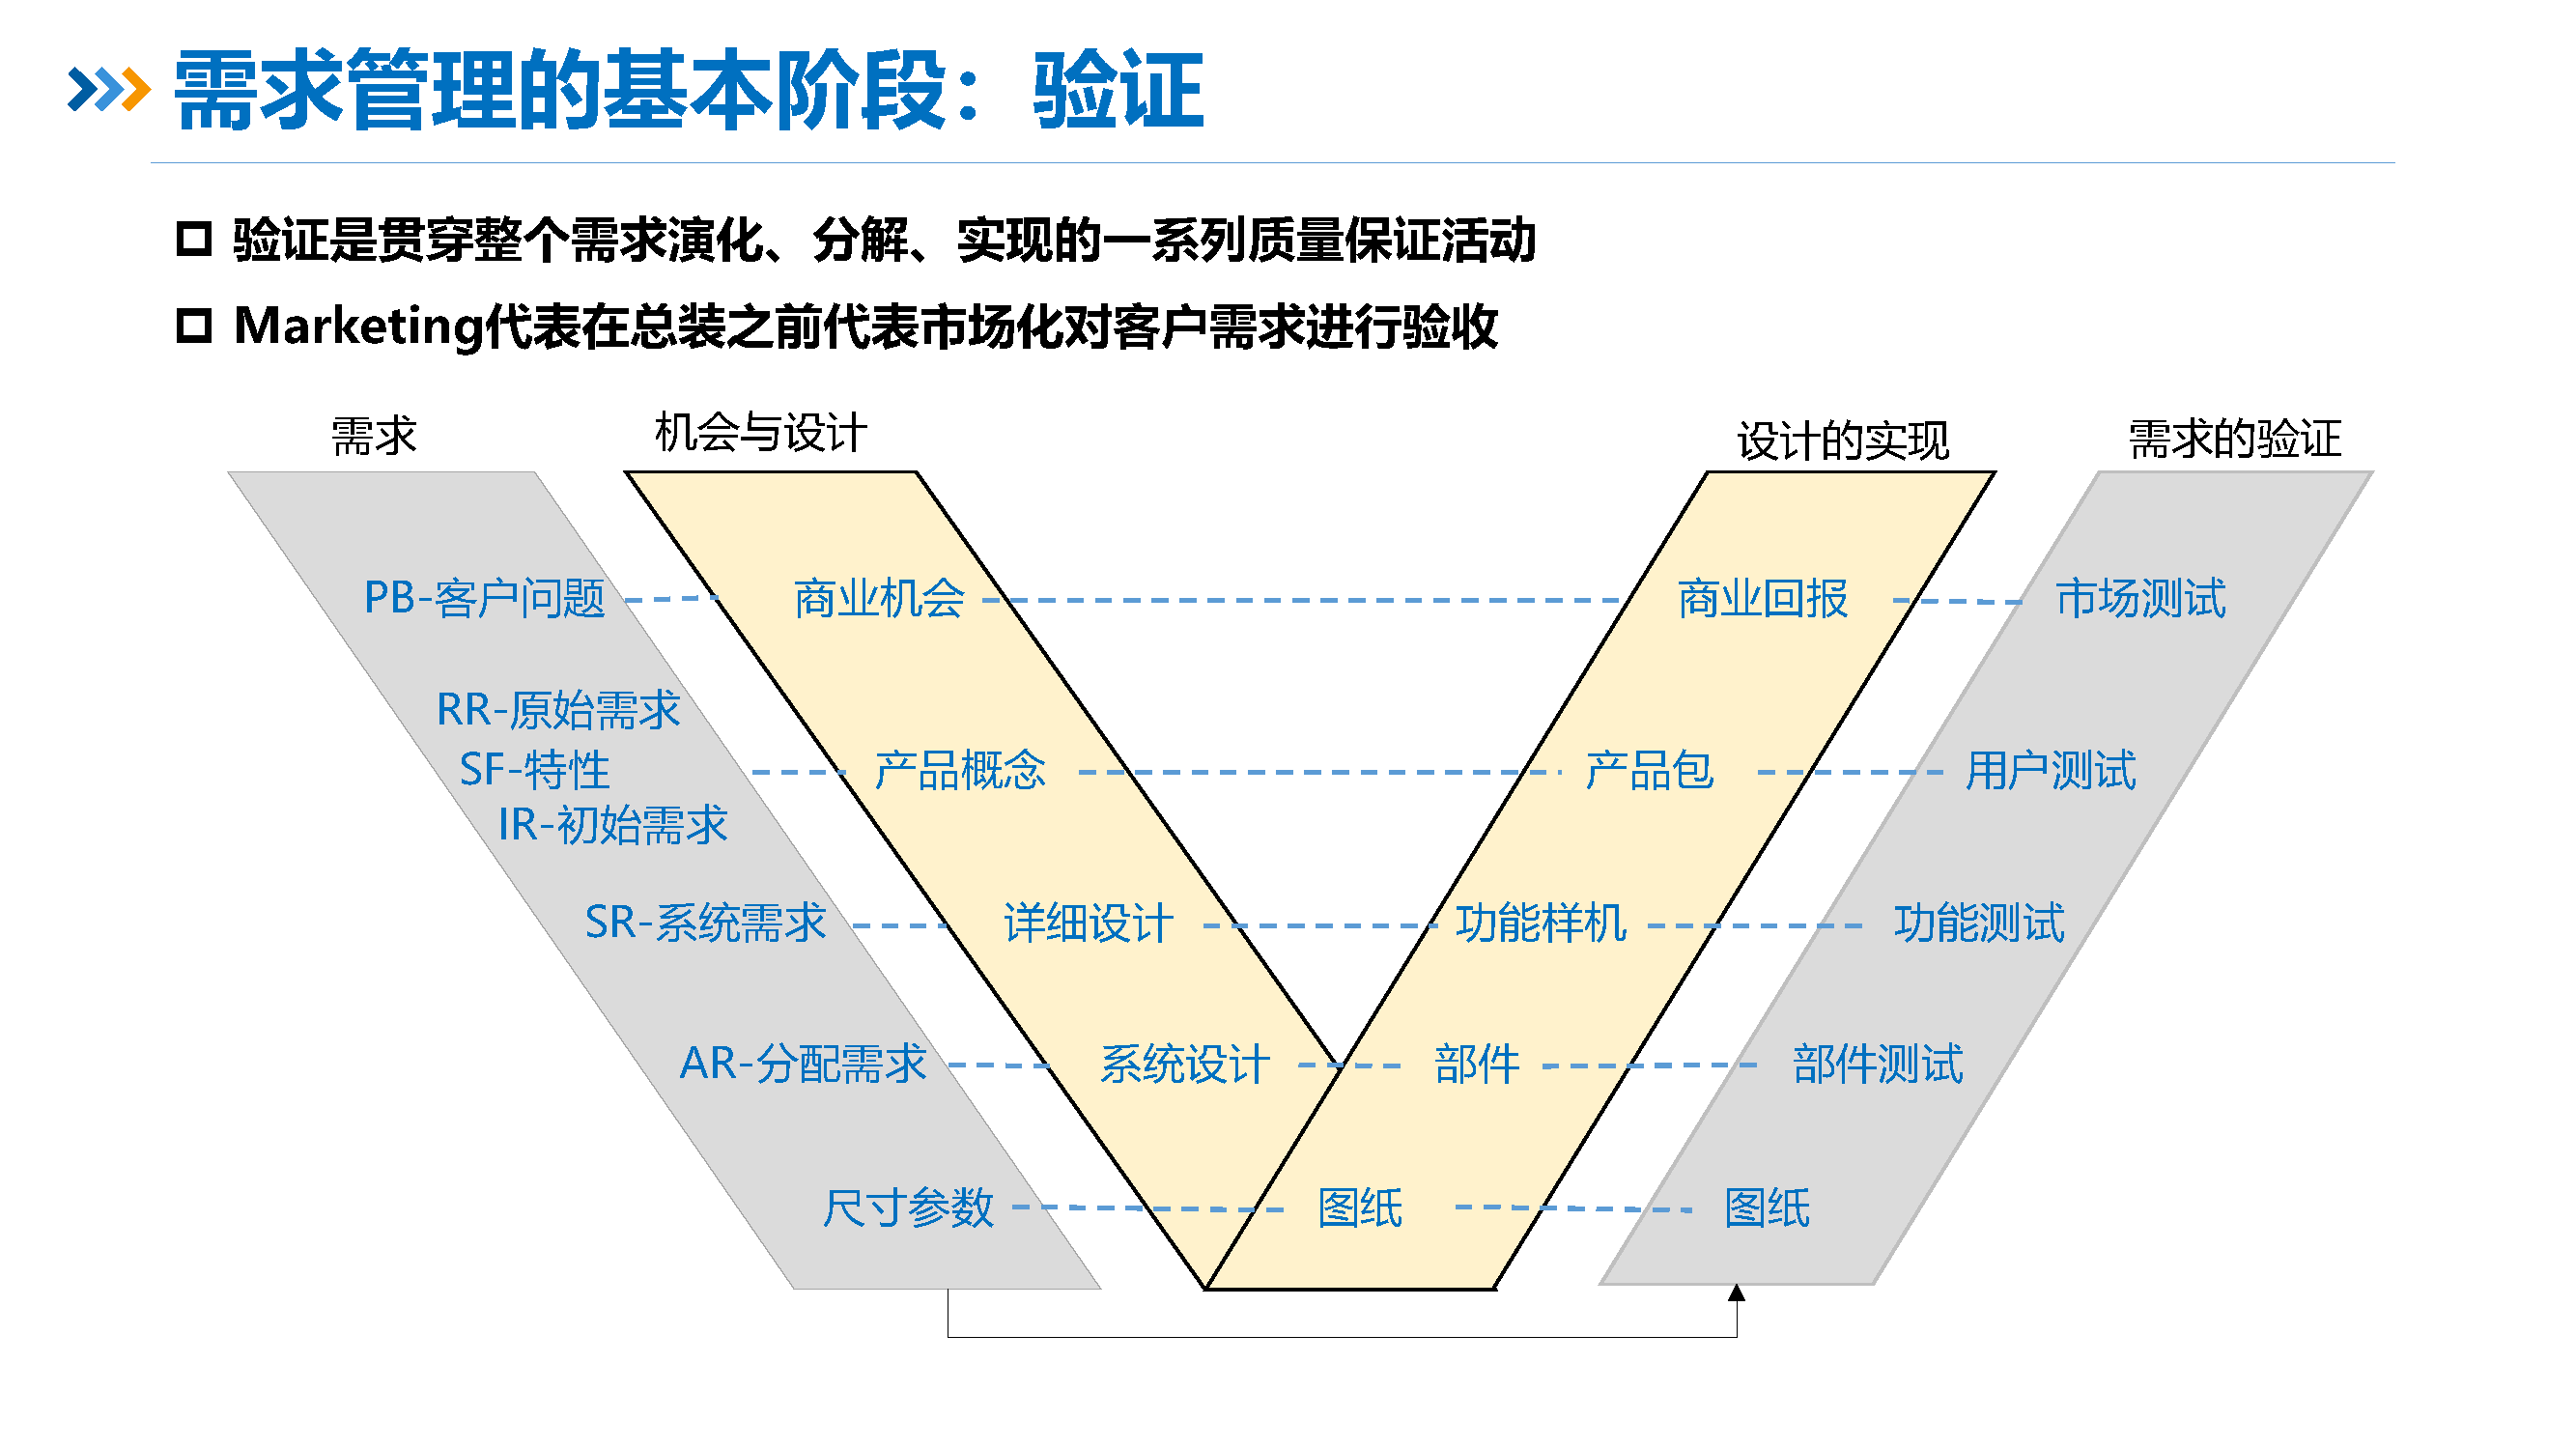 需求管理的基本阶段：验证
验证是贯穿整个需求演化、分解、实现的一系列质量保证活动
Marketing代表在总装之前代表市场化对客户需求进行验收
需求
机会与设计
设计的实现
需求的验证
PB-客户问题
商业机会
商业回报
市场测试
RR-原始需求
SF-特性
产品概念
产品包
用户测试
IR-初始需求
SR-系统需求
详细设计
功能样机
功能测试
AR-分配需求
系统设计
部件
部件测试
尺寸参数
图纸
图纸